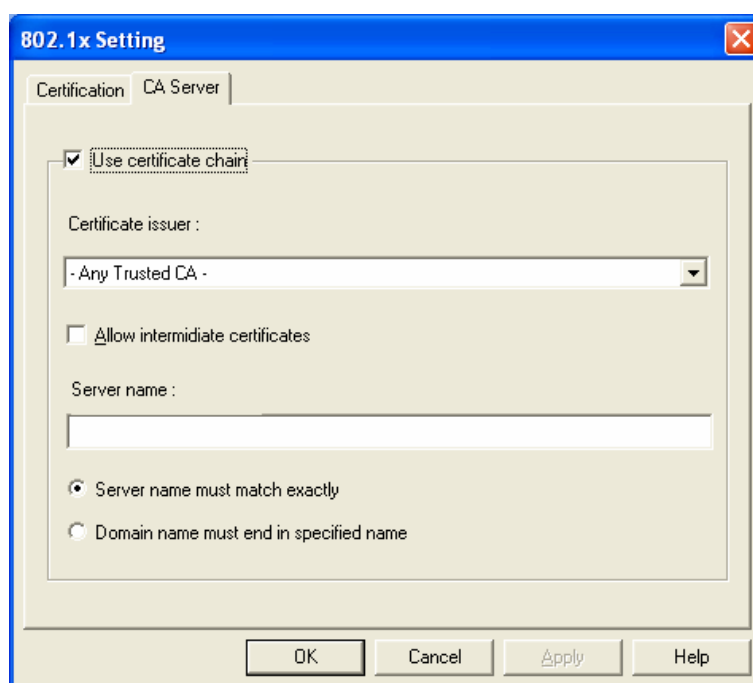 802.1x Setting
Certification
CA Server
Use certificate chain
Certificate issuer :
- Any Trusted CA -
Allow intermidiate certificates
Server name :
Server name must match exactly
Domain name must end in specified name
OK
Cancel
Apply
Help